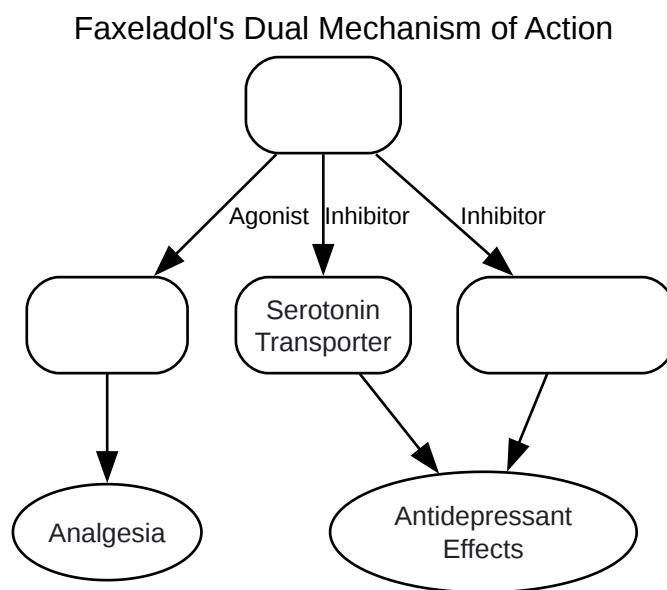 Faxeladol's Dual Mechanism of Action
Agonist
Inhibitor
Inhibitor
Serotonin
Transporter
Analgesia
Antidepressant
Effects